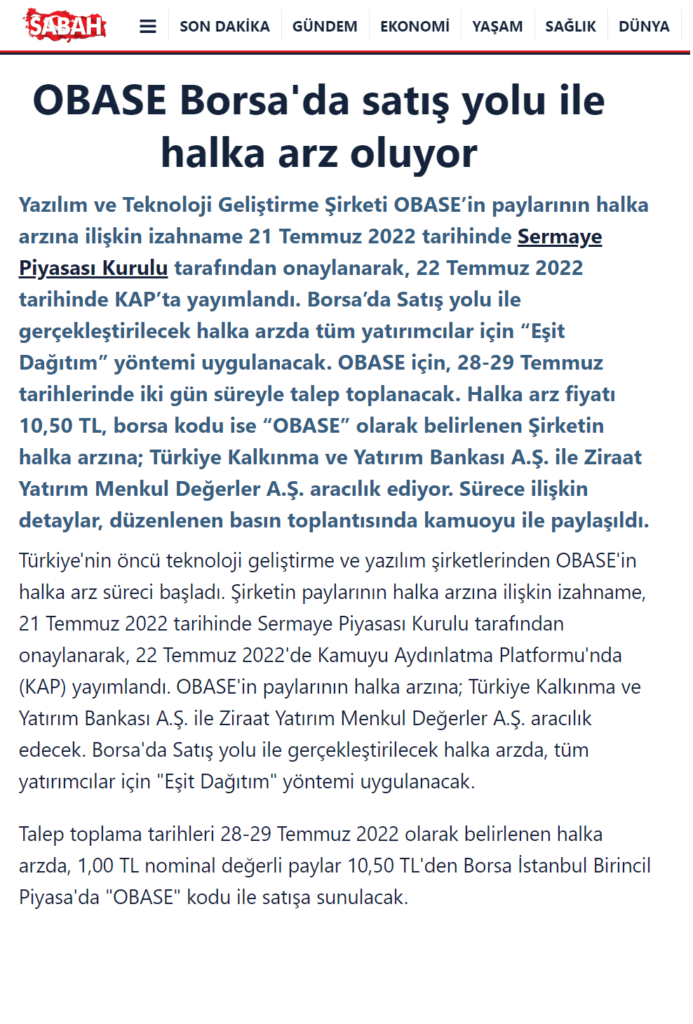 SABAH
SON DAKİKA GÜNDEM EKONOMİ YAŞAM SAĞLIK DÜNYA
OBASE Borsa'da satış yolu ile
halka arz oluyor
Yazılım ve Teknoloji Geliştirme Şirketi OBASE’in paylarının halka
arzına ilişkin izahname 21 Temmuz 2022 tarihinde Sermaye
Piyasası Kurulu tarafından onaylanarak, 22 Temmuz 2022
tarihinde KAP’ta yayımlandı. Borsa’da Satış yolu ile
gerçekleştirilecek halka arzda tüm yatırımcılar için “Eşit
Dağıtım” yöntemi uygulanacak. OBASE için, 28-29 Temmuz
tarihlerinde iki gün süreyle talep toplanacak. Halka arz fiyatı
10,50 TL, borsa kodu ise “OBASE” olarak belirlenen Şirketin
halka arzına; Türkiye Kalkınma ve Yatırım Bankası A.Ş. ile Ziraat
Yatırım Menkul Değerler A.Ş. aracılık ediyor. Sürece ilişkin
detaylar, düzenlenen basın toplantısında kamuoyu ile paylaşıldı.
Türkiye'nin öncü teknoloji geliştirme ve yazılım şirketlerinden OBASE'in
halka arz süreci başladı. Şirketin paylarının halka arzına ilişkin izahname,
21 Temmuz 2022 tarihinde Sermaye Piyasası Kurulu tarafından
onaylanarak, 22 Temmuz 2022'de Kamuyu Aydınlatma Platformu'nda
(KAP) yayımlandı. OBASE'in paylarının halka arzına; Türkiye Kalkınma ve
Yatırım Bankası A.Ş. ile Ziraat Yatırım Menkul Değerler A.Ş. aracılık
edecek. Borsa'da Satış yolu ile gerçekleştirilecek halka arzda, tüm
yatırımcılar için "Eşit Dağıtım" yöntemi uygulanacak.
Talep toplama tarihleri 28-29 Temmuz 2022 olarak belirlenen halka
arzda, 1,00 TL nominal değerli paylar 10,50 TL'den Borsa İstanbul Birincil
Piyasa'da "OBASE" kodu ile satışa sunulacak.